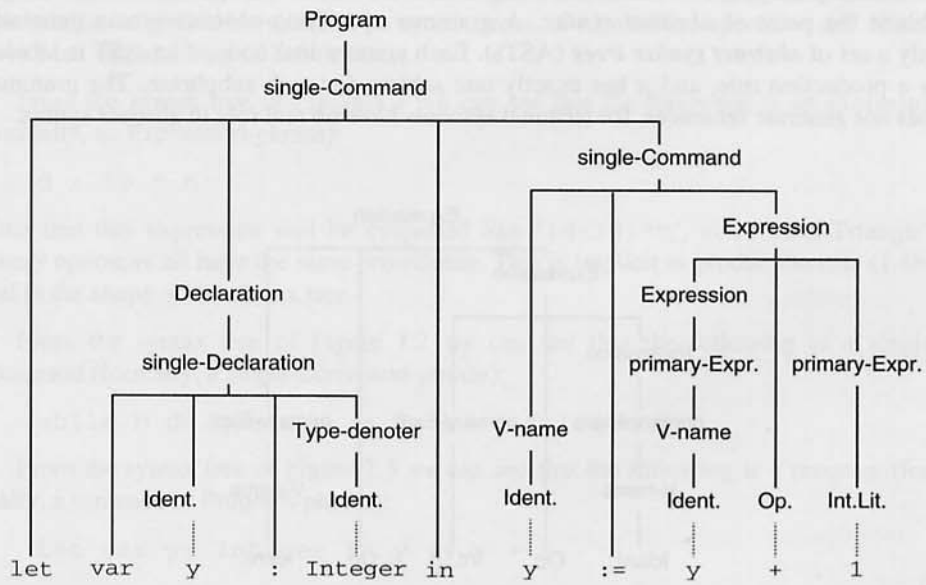 Program
single-Command
single-Command
Expression
Declaration Expression
single-Declaration primary-Expr. primary-Expr.
Type-denoter V-name V-name
Ident. Ident. Ident. Ident. Op. Int.Lit.
let var y : Integer in y := y + 1